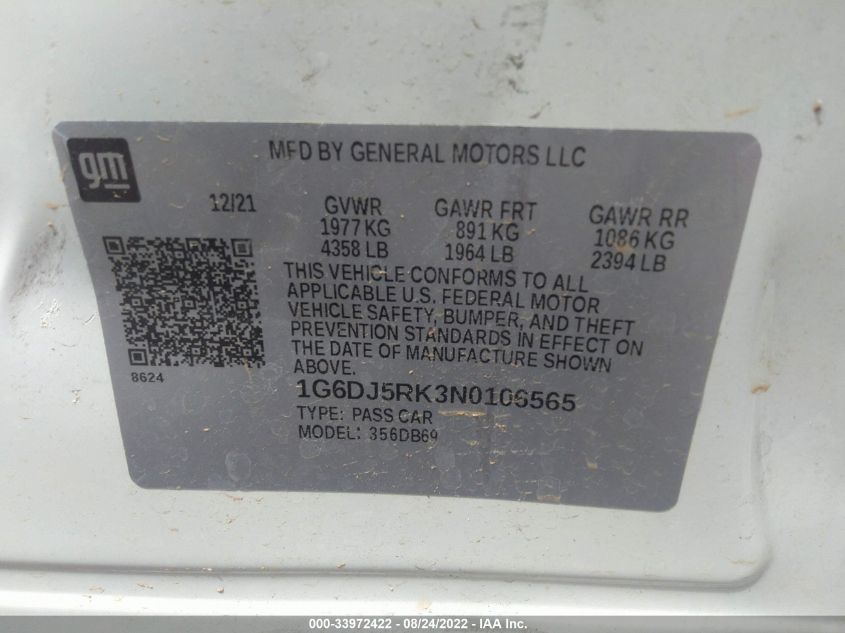 gm
MFD BY GENERAL MOTORS LLC
12/21 GVWR GAWR FRT GAWR RR
1977 KG 891 KG 1086 KG
4358 LB 1964 LB 2394 LB
THIS VEHICLE CONFORMS TO ALL
APPLICABLE U.S. FEDERAL MOTOR
VEHICLE SAFETY, BUMPER, AND THEFT
PREVENTION STANDARDS IN EFFECT ON
THE DATE OF MANUFACTURE SHOWN
ABOVE.
8624
1G6DJ5RK3N0106565
TYPE: PASS CAR
MODEL: 356DB69
000-33972422 - 08/24/2022 - IAA Inc.